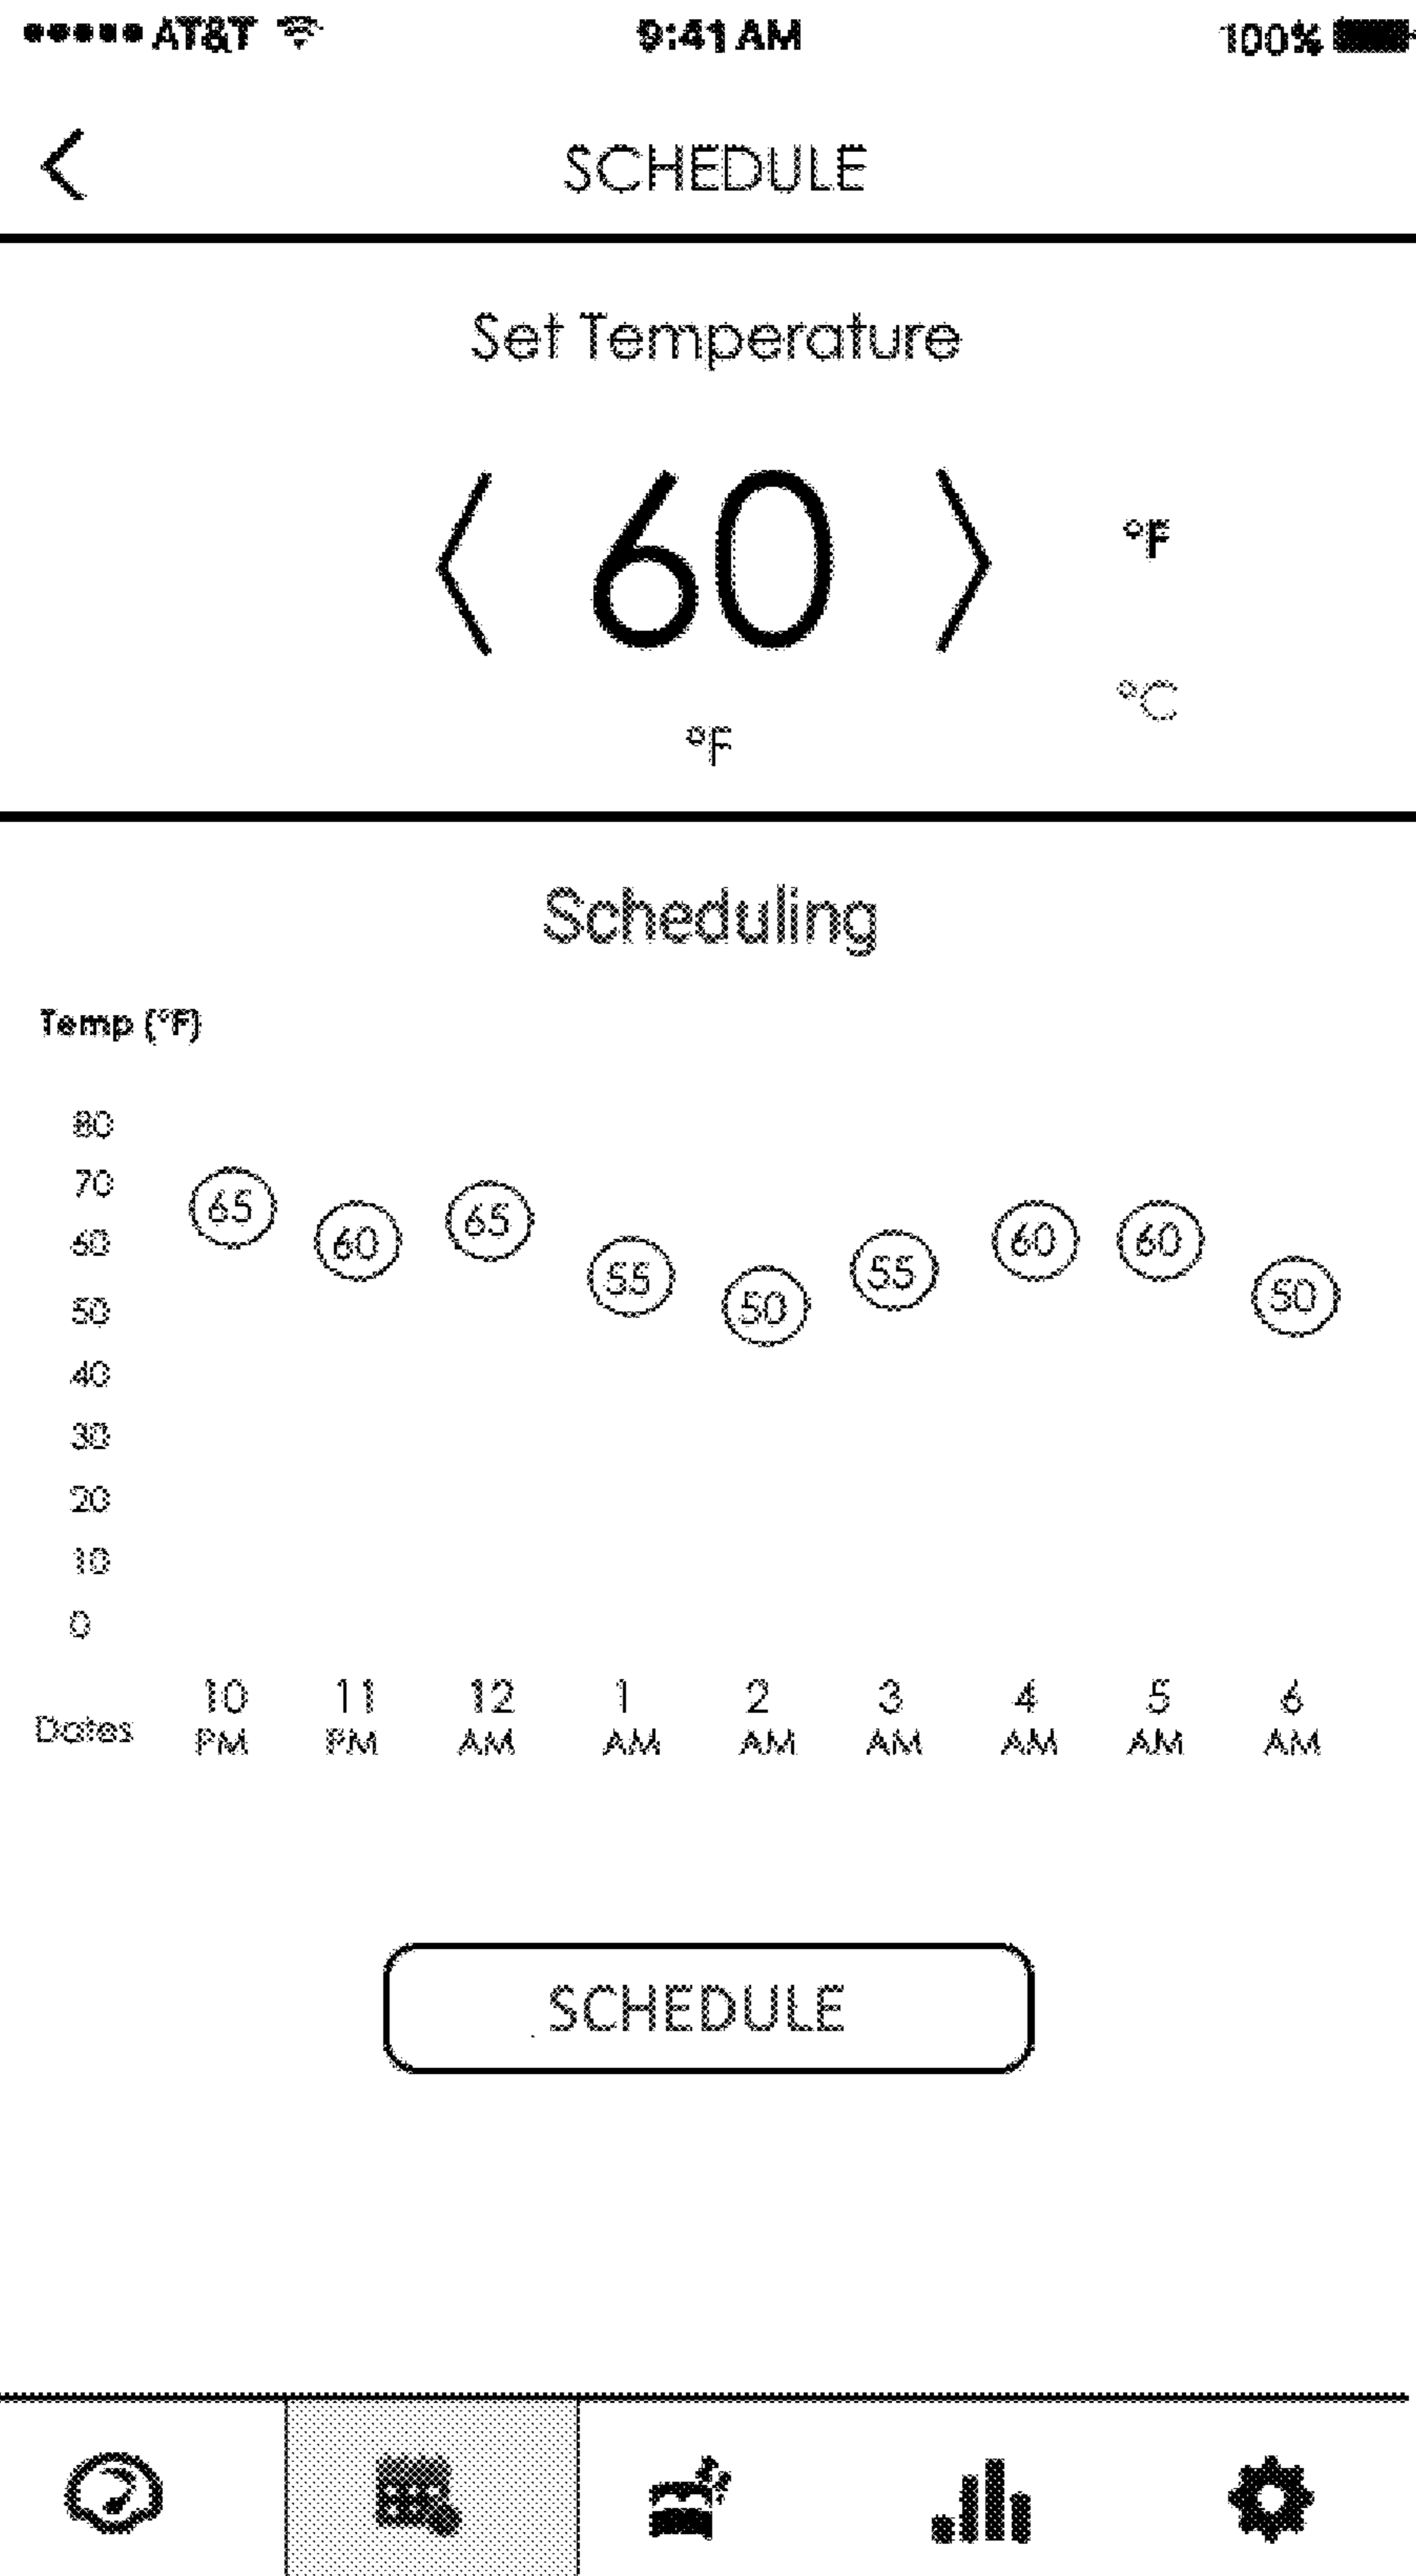 AT&T 9:41 AM 100%
SCHEDULE
Set Temperature
60
°F
°C
°F
Scheduling
Temp (°F)
80
70
60
50
40
30
20
10
0
65 60 65 55 50 55 60 60 50
Dates
10 PM
11 PM
12 AM
1 AM
2 AM
3 AM
4 AM
5 AM
6 AM
SCHEDULE